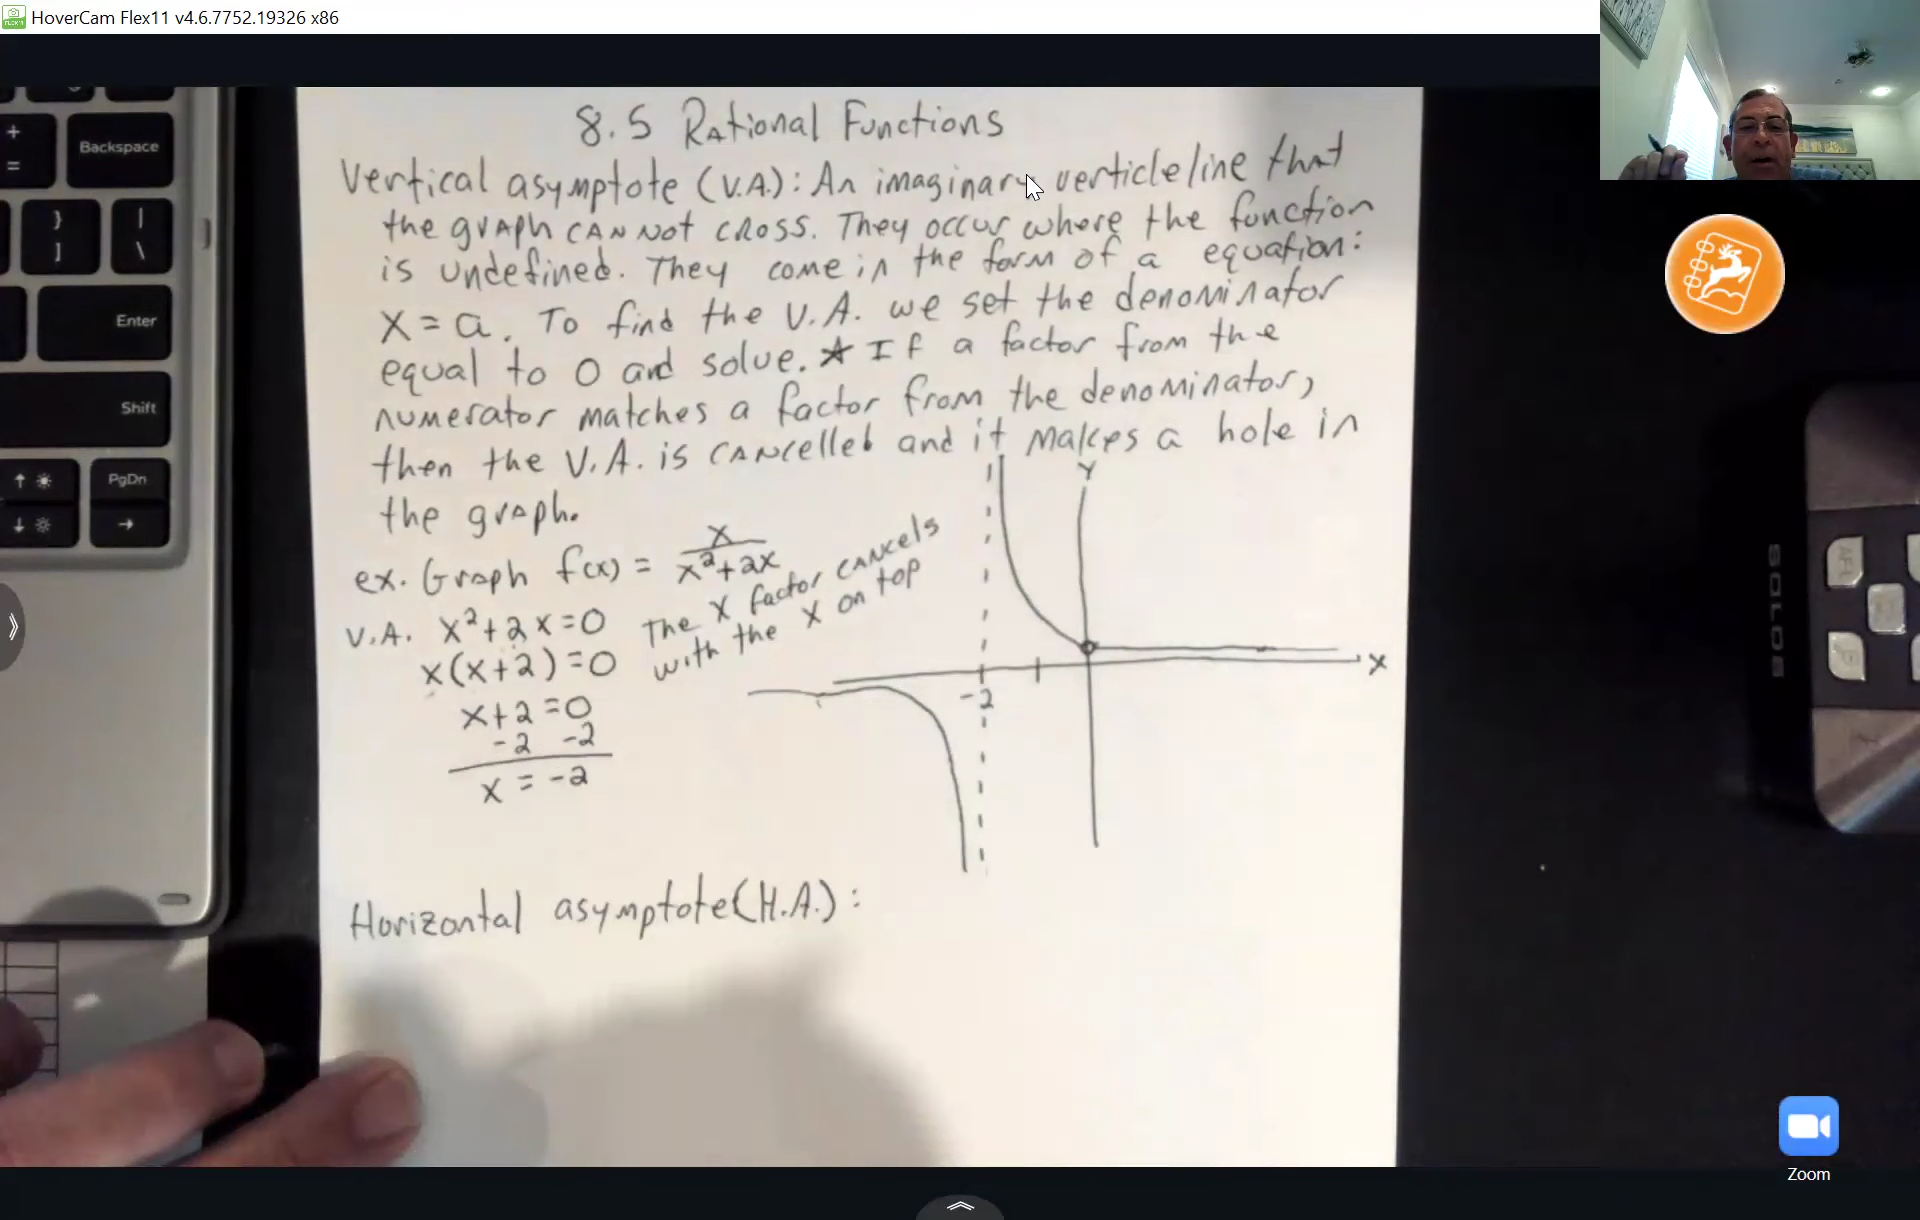 HoverCam Flex11 v4.6.7752.19326 x86
8.5 Rational Functions
Vertical asymptote (V.A.): An imaginary verticle line that
the graph CANNOT CROSS. They occur where the function
is undefined. They come in the form of a equation:
X = a. To find the V.A. we set the denominator
equal to 0 and solve. * If a factor from the
numerator matches a factor from the denominator,
then the V.A. is cancelled and it makes a hole in
the graph.
ex. Graph f(x) = x / x²+2x
The X factor cancels
with the X on top
V.A. x²+2x=0
x(x+2)=0
x+2=0
-2 -2
x = -2
Y
X
-2
Horizontal asymptote (H.A.):
+
=
Backspace
}
]
|
\
Enter
Shift
PgDn
SOLOS
Zoom